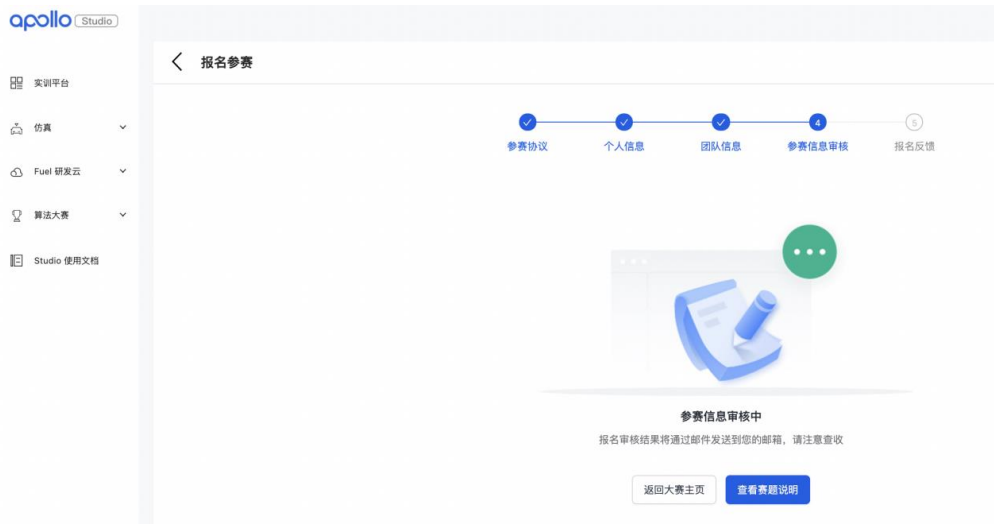 apollo Studio
报名参赛
实训平台
仿真
Fuel 研发云
算法大赛
Studio 使用文档
4
5
参赛协议
个人信息
团队信息
参赛信息审核
报名反馈
参赛信息审核中
报名审核结果将通过邮件发送到您的邮箱，请注意查收
返回大赛主页
查看赛题说明